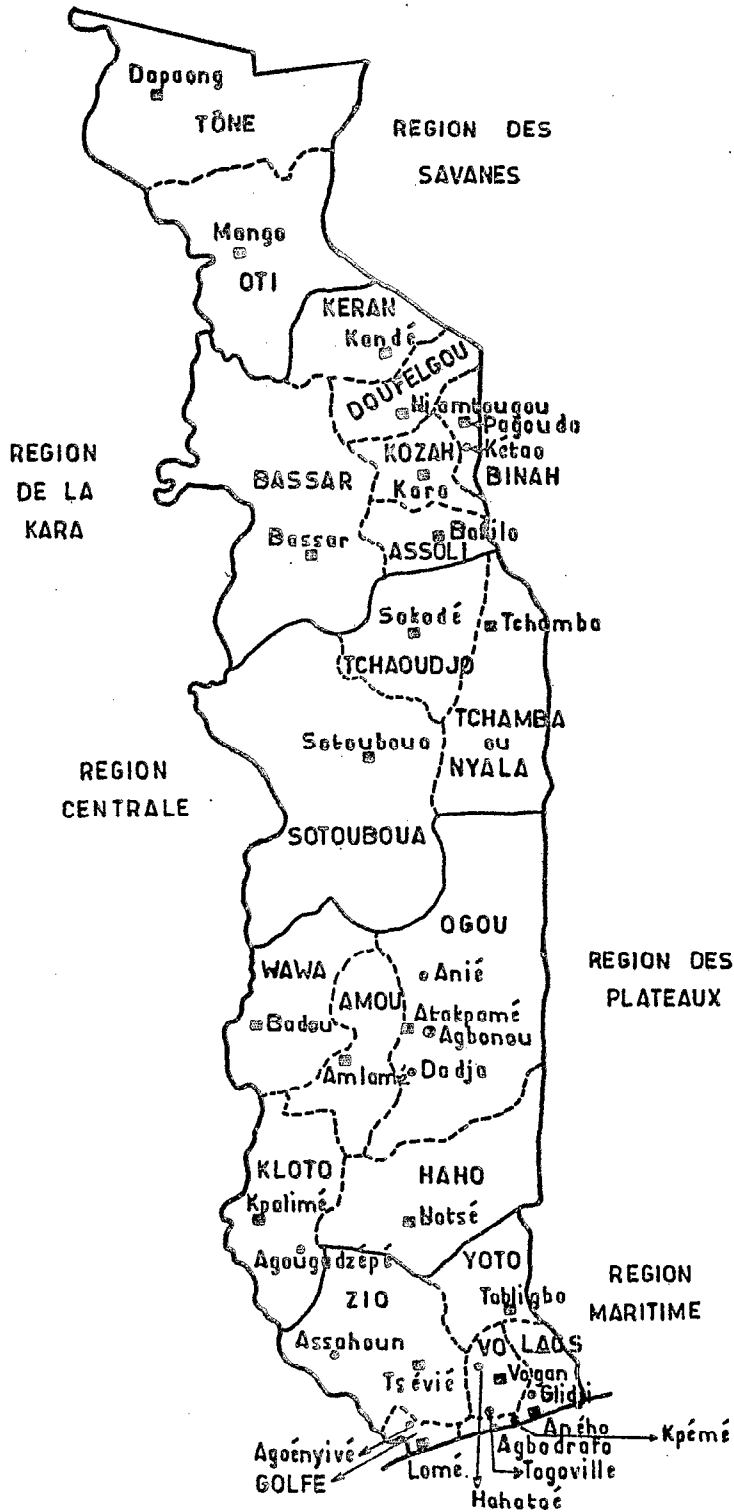 Dapaong
TÔNE
REGION DES
SAVANES
Mango
OTI
KERAN
Kandé
DOUFELGOU
Niamtougou
Pagouda
Kétao
KOZAH
BINAH
Kara
REGION
DE LA
KARA
BASSAR
Bassar
Bafilo
ASSOLI
Sokodé
Tchamba
TCHAOUDJO
TCHAMBA
ou
NYALA
Sotouboua
REGION
CENTRALE
SOTOUBOUA
OGOU
WAWA
Anié
REGION DES
PLATEAUX
AMOU
Atakpamé
Badou
Agbonou
Amlamé
Dadja
KLOTO
HAHO
Kpalimé
Notsé
Agougadzépé
YOTO
REGION
MARITIME
ZIO
Tabligbo
Assahoun
VO
LACS
Tsévié
Vogan
Glidji
Aného
Kpémé
Agoényivé
Agbodrafo
GOLFE
Lomé
Togoville
Hahotoé